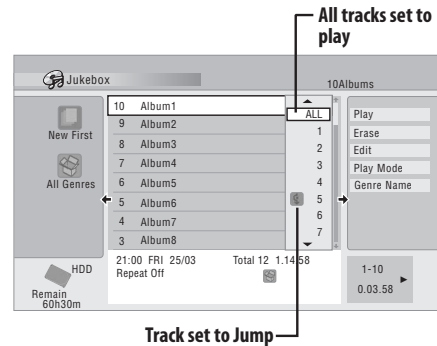 All tracks set to
play
Jukebox
10Albums
New First
All Genres
10 Album1
9 Album2
8 Album3
7 Album4
6 Album5
5 Album6
4 Album7
3 Album8
ALL
1
2
3
4
5
6
7
Play
Erase
Edit
Play Mode
Genre Name
HDD
Remain
60h30m
21:00 FRI 25/03 Total 12 1.14.58
Repeat Off
1-10
0.03.58
Track set to Jump